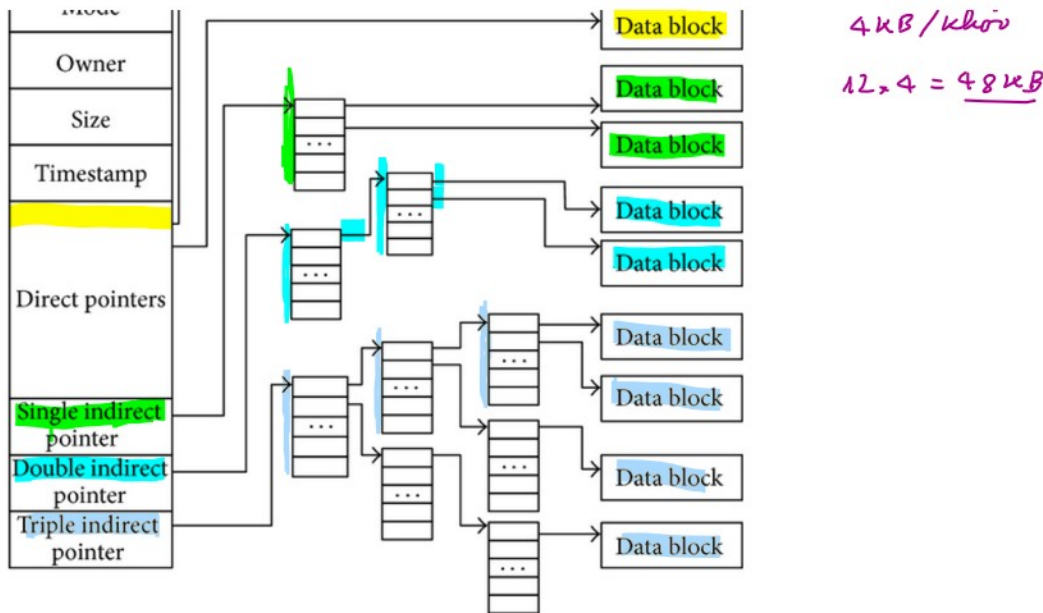 Mode
Owner
Size
Timestamp
Direct pointers
Single indirect
pointer
Double indirect
pointer
Triple indirect
pointer
...
...
...
...
...
...
...
...
...
Data block
Data block
Data block
Data block
Data block
Data block
Data block
Data block
Data block
4KB/khối
12.4 = 48KB